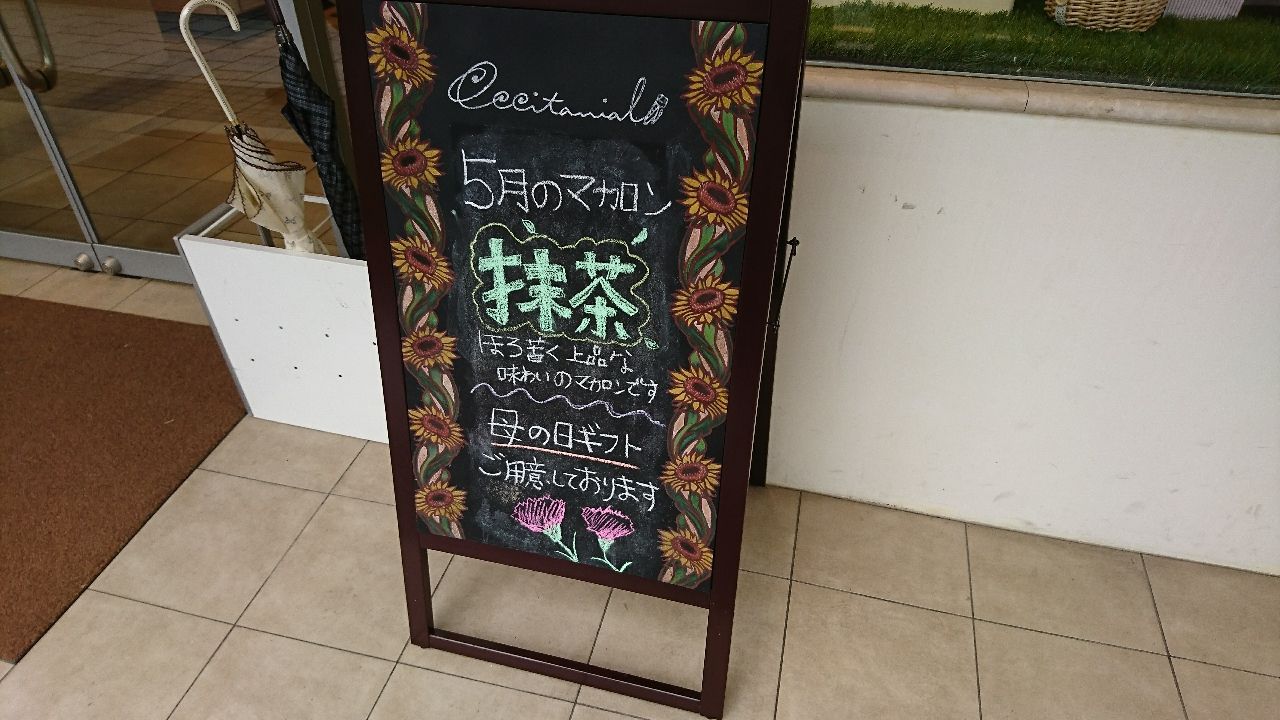 Occitanial
5月のマカロン
抹茶
ほろ苦く上品な
味わいのマカロンです
母の日ギフト
ご用意しております